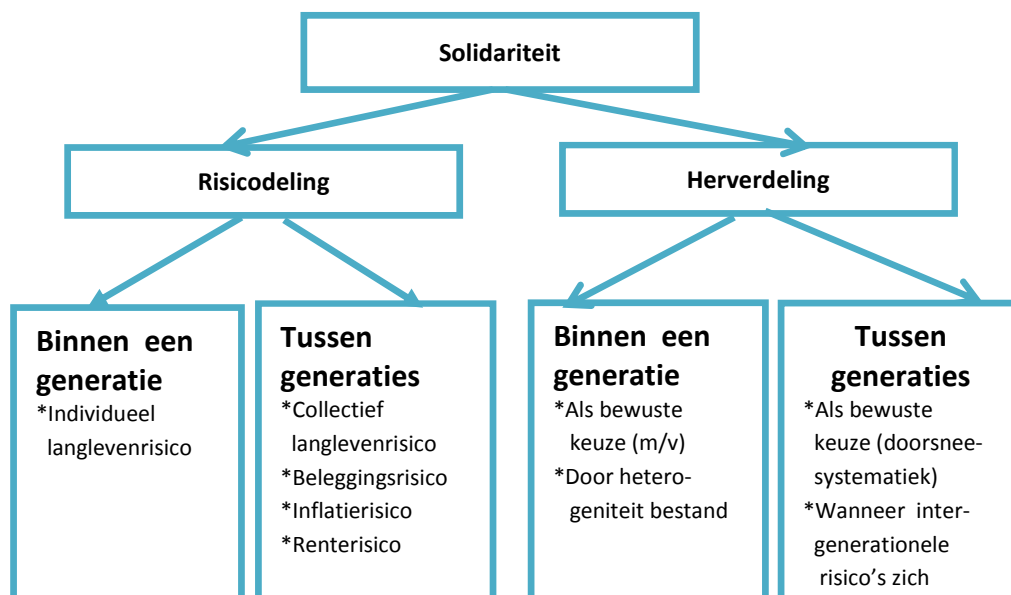 Solidariteit
Risicodeling
Herverdeling
Binnen een
generatie
*Individueel
langlevenrisico
Tussen
generaties
*Collectief
langlevenrisico
*Beleggingsrisico
*Inflatierisico
*Renterisico
Binnen een
generatie
*Als bewuste
keuze (m/v)
*Door hetero-
geniteit bestand
Tussen
generaties
*Als bewuste
keuze (doorsnee-
systematiek)
*Wanneer inter-
generationele
risico’s zich